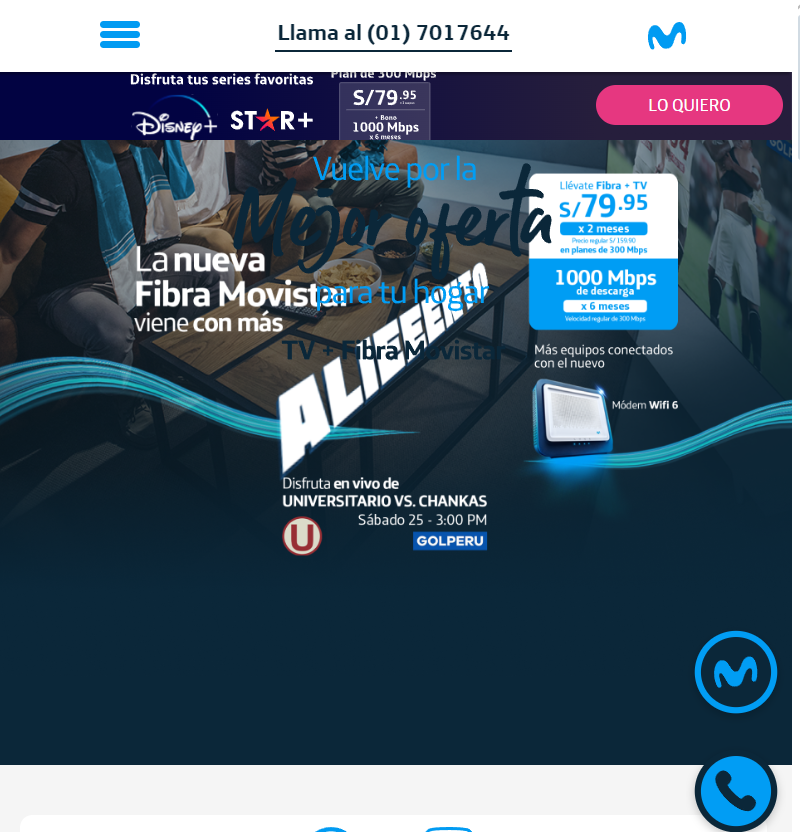 Llama al (01) 7017644
Disfruta tus series favoritas
Disney+
STAR+
Plan de 300 Mbps
S/79.95
+ Bono
1000 Mbps
x 6 meses
LO QUIERO
Vuelve por la
Mejor oferta
para tu hogar
TV + Fibra Movistar
La nueva
Fibra Movistar
viene con más
Llévate Fibra + TV
S/79.95
x 2 meses
Precio regular S/ 159.90
en planes de 300 Mbps
1000 Mbps
de descarga
x 6 meses
Velocidad regular de 300 Mbps
Más equipos conectados
con el nuevo
Módem Wifi 6
ALIENTO
Disfruta en vivo de
UNIVERSITARIO VS. CHANKAS
Sábado 25 - 3:00 PM
U
GOLPERU